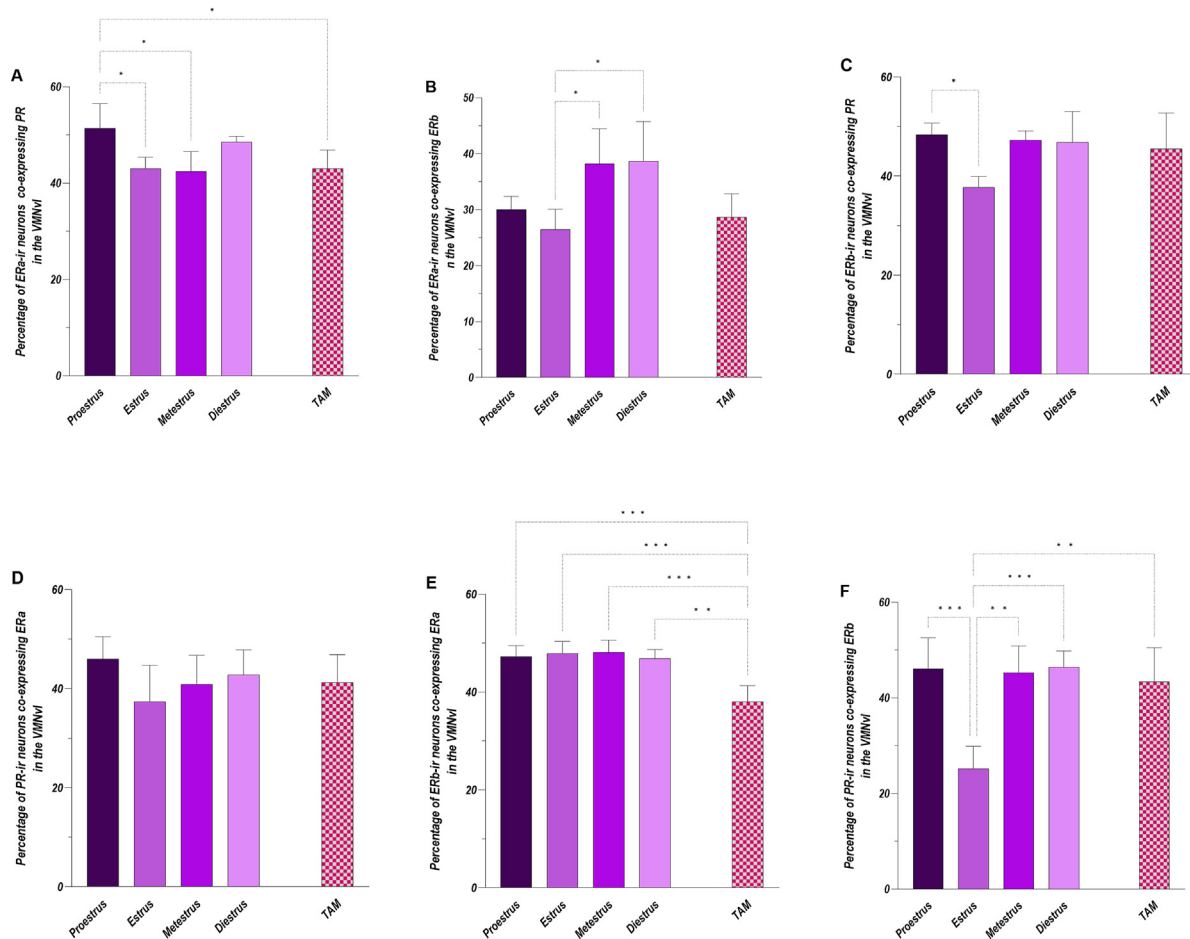 *
*
*
A
Percentage of ERa-ir neurons co-expressing PR
in the VMNvl
60
40
20
0
Proestrus
Estrus
Metestrus
Diestrus
TAM
*
*
B
Percentage of ERa-ir neurons co-expressing ERb
n the VMNvl
50
40
30
20
10
0
Proestrus
Estrus
Metestrus
Diestrus
TAM
C
*
Percentage of ERb-ir neurons co-expressing PR
in the VMNvl
60
40
20
0
Proestrus
Estrus
Metestrus
Diestrus
TAM
D
Percentage of PR-ir neurons co-expressing ERa
in the VMNvl
60
40
20
0
Proestrus
Estrus
Metestrus
Diestrus
TAM
* * *
* * *
* * *
* *
E
Percentage of ERb-ir neurons co-expressing ERa
in the VMNvl
60
40
20
0
Proestrus
Estrus
Metestrus
Diestrus
TAM
* *
* * *
* * *
* *
F
Percentage of PR-ir neurons co-expressing ERb
in the VMNvl
60
40
20
0
Proestrus
Estrus
Metestrus
Diestrus
TAM